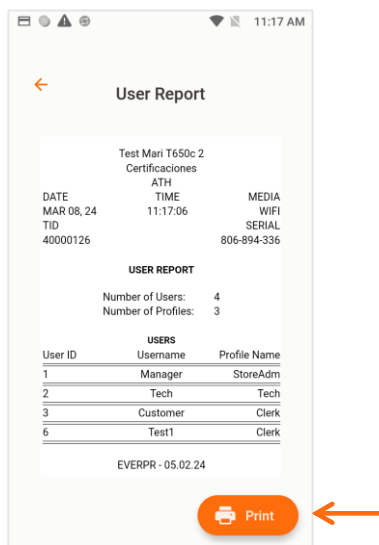 11:17 AM
User Report
Test Mari T650c 2
Certificaciones
ATH
DATE TIME MEDIA
MAR 08, 24 11:17:06 WIFI
TID SERIAL
40000126 806-894-336
USER REPORT
Number of Users: 4
Number of Profiles: 3
USERS
User ID Username Profile Name
1 Manager StoreAdm
2 Tech Tech
3 Customer Clerk
6 Test1 Clerk
EVERPR - 05.02.24
Print